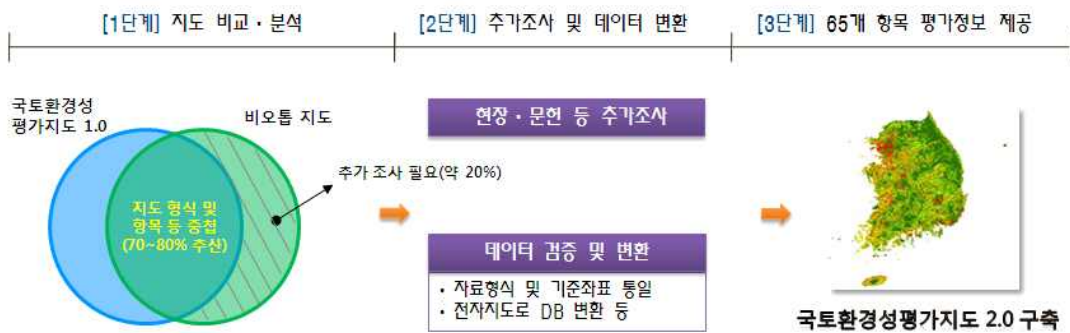 [1단계] 지도 비교・분석
[2단계] 추가조사 및 데이터 변환
[3단계] 65개 항목 평가정보 제공
국토환경성
평가지도 1.0
비오톱 지도
추가 조사 필요(약 20%)
지도 형식 및
항목 등 중첩
(70~80% 추산)
현장・문헌 등 추가조사
데이터 검증 및 변환
・ 자료형식 및 기준좌표 통일
・ 전자지도로 DB 변환 등
국토환경성평가지도 2.0 구축